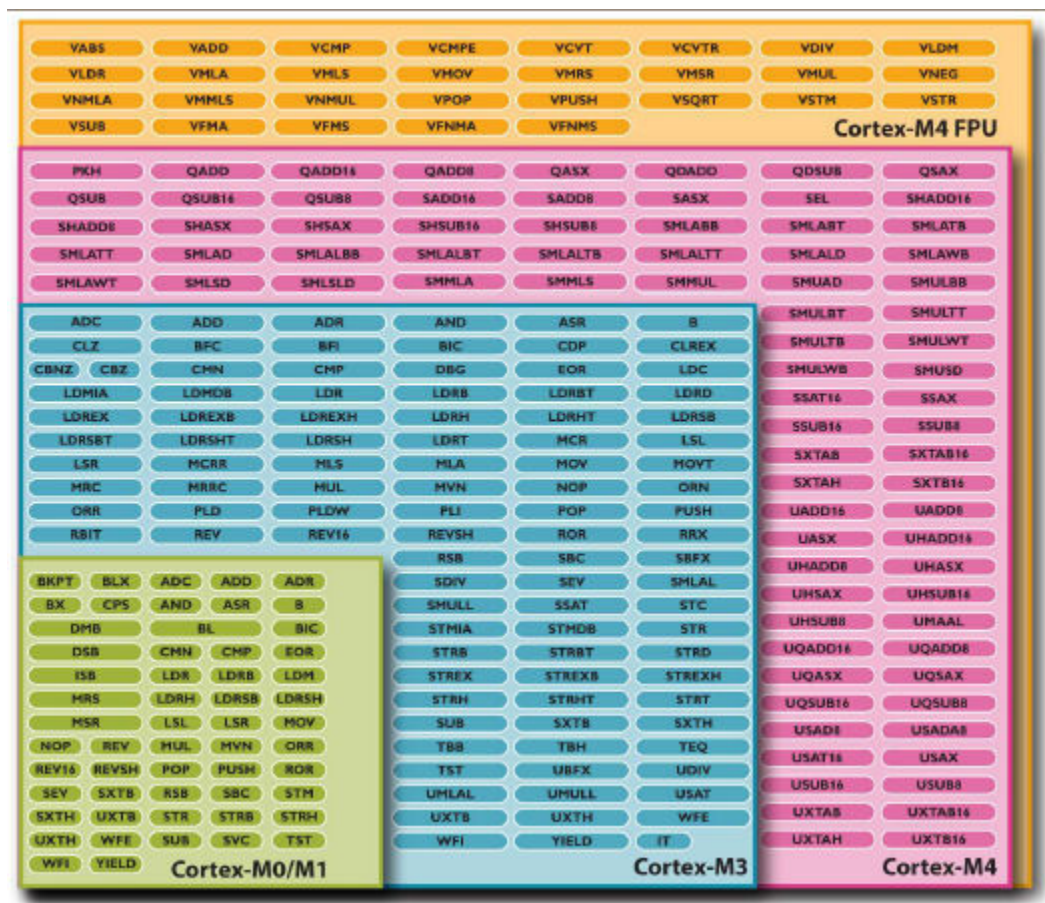 VABS VADD VCMP VCMPE VCVT VCVTR VDIV VLDM
VLDR VMLA VMLS VMOV VMRS VMSR VMUL VNEG
VNMLA VMMLS VNMUL VPOP VPUSH VSQRT VSTM VSTR
VSUB VFMA VFMS VFNMA VFNMS
Cortex-M4 FPU
PKH QADD QADD16 QADD8 QASX QDADD QDSUB QSAX
QSUB QSUB16 QSUB8 SADD16 SADD8 SASX SEL SHADD16
SHADD8 SHASX SHSAX SHSUB16 SHSUB8 SMLABB SMLABT SMLATB
SMLATT SMLAD SMLALBB SMLALBT SMLALTB SMLALTT SMLALD SMLAWB
SMLAWT SMLSD SMLSLD SMMLA SMMLS SMMUL SMUAD SMULBB
ADC ADD ADR AND ASR B SMULBT SMULTT
CLZ BFC BFI BIC CDP CLREX SMULTB SMULWT
CBNZ CBZ CMN CMP DBG EOR LDC SMULWB SMUSD
LDMIA LDMDB LDR LDRB LDRBT LDRD SSAT16 SSAX
LDREX LDREXB LDREXH LDRH LDRHT LDRSB SSUB16 SSUB8
LDRSBT LDRSHT LDRSH LDRT MCR LSL
LSR MCRR MLS MLA MOV MOVT SXTAB SXTAB16
MRC MRRC MUL MVN NOP ORN SXTAH SXTB16
ORR PLD PLDW PLI POP PUSH UADD16 UADD8
RBIT REV REV16 REVSH ROR RRX UASX UHADD16
RSB SBC SBFX UHADD8 UHASX
BKPT BLX ADC ADD ADR SDIV SEV SMLAL UHSAX UHSUB16
BX CPS AND ASR B SMULL SSAT STC
DMB BL BIC STMIA STMDB STR UHSUB8 UMAAL
DSB CMN CMP EOR STRB STRBT STRD UQADD16 UQADD8
ISB LDR LDRB LDM STREX STREXB STREXH UQASX UQSAX
MRS LDRH LDRSB LDRSH STRH STRHT STRT UQSUB16 UQSUB8
MSR LSL LSR MOV SUB SXTB SXTH USAD8 USADA8
NOP REV MUL MVN ORR TBB TBH TEQ USAT16 USAX
REV16 REVSH POP PUSH ROR TST UBFX UDIV
SEV SXTB RSB SBC STM UMLAL UMULL USAT USUB16 USUB8
SXTH UXTB STR STRB STRH UXTB UXTH WFE UXTAB UXTAB16
UXTH WFE SUB SVC TST WFI YIELD IT UXTAH UXTB16
WFI YIELD
Cortex-M0/M1 Cortex-M3 Cortex-M4